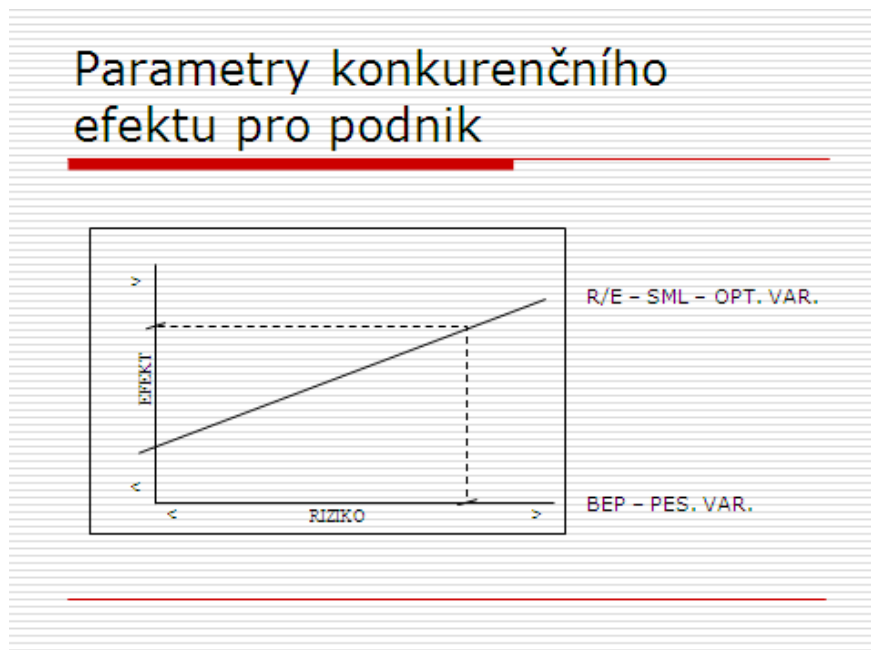 Parametry konkurenčního
efektu pro podnik
>
R/E – SML – OPT. VAR.
EFEKT
<
BEP – PES. VAR.
< RIZIKO >